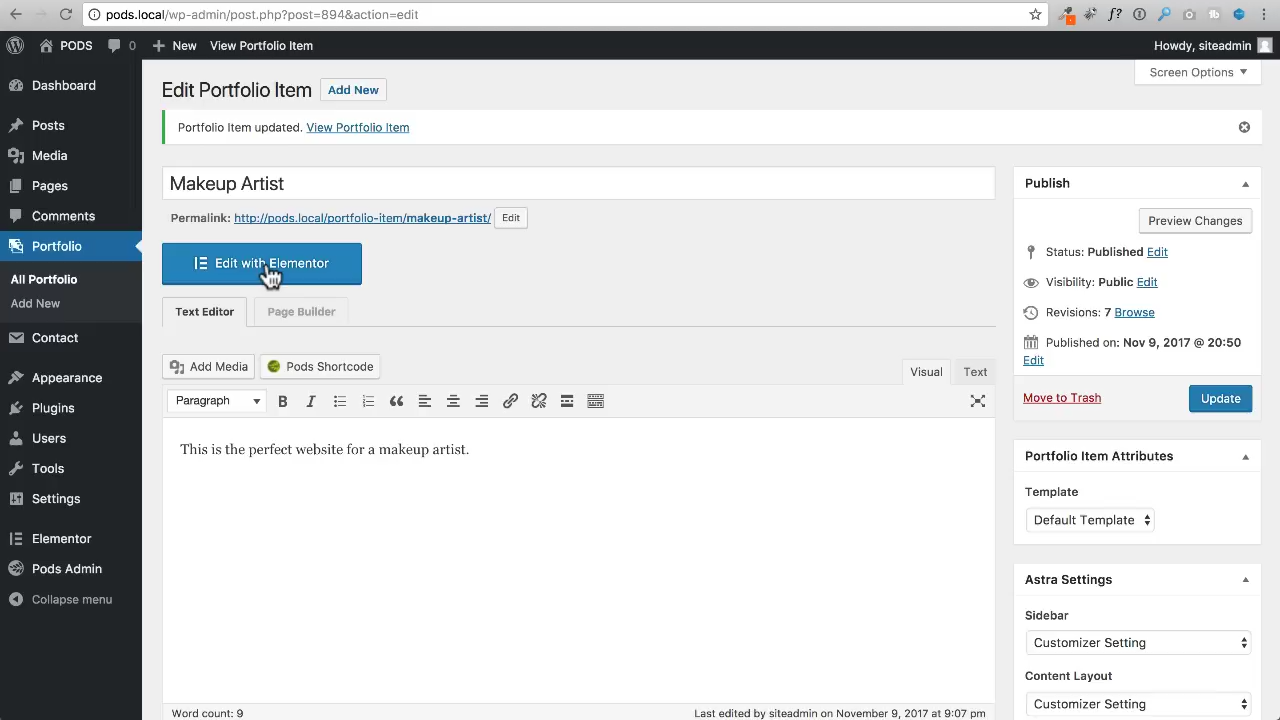 pods.local/wp-admin/post.php?post=894&action=edit
PODS 0 New View Portfolio Item Howdy, siteadmin
Screen Options
Dashboard
Posts
Media
Pages
Comments
Portfolio
All Portfolio
Add New
Contact
Appearance
Plugins
Users
Tools
Settings
Elementor
Pods Admin
Collapse menu
Edit Portfolio Item Add New
Portfolio Item updated. View Portfolio Item
Makeup Artist
Permalink: http://pods.local/portfolio-item/makeup-artist/ Edit
Edit with Elementor
Text Editor Page Builder
Add Media Pods Shortcode Visual Text
Paragraph B I
This is the perfect website for a makeup artist.
Word count: 9 Last edited by siteadmin on November 9, 2017 at 9:07 pm
Publish
Preview Changes
Status: Published Edit
Visibility: Public Edit
Revisions: 7 Browse
Published on: Nov 9, 2017 @ 20:50
Edit
Move to Trash Update
Portfolio Item Attributes
Template
Default Template
Astra Settings
Sidebar
Customizer Setting
Content Layout
Customizer Setting